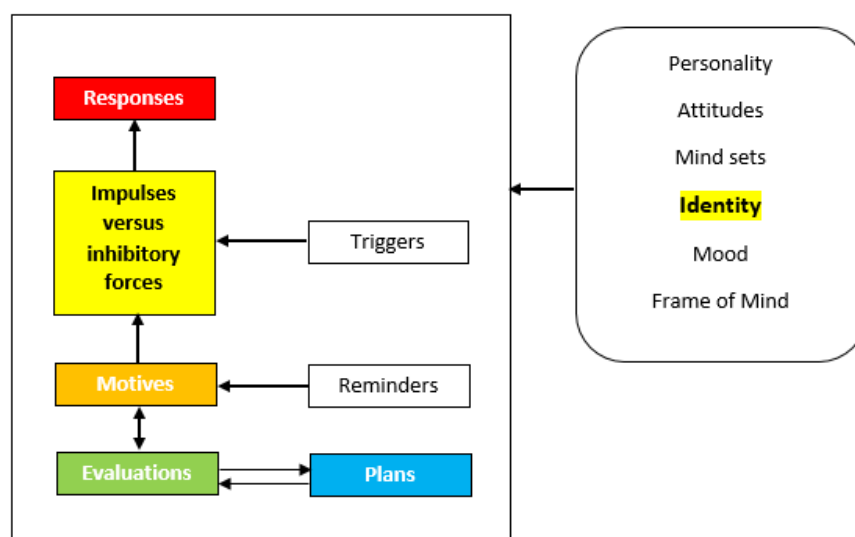 Responses
Impulses
versus
inhibitory
forces
Triggers
Motives
Reminders
Evaluations
Plans
Personality
Attitudes
Mind sets
Identity
Mood
Frame of Mind